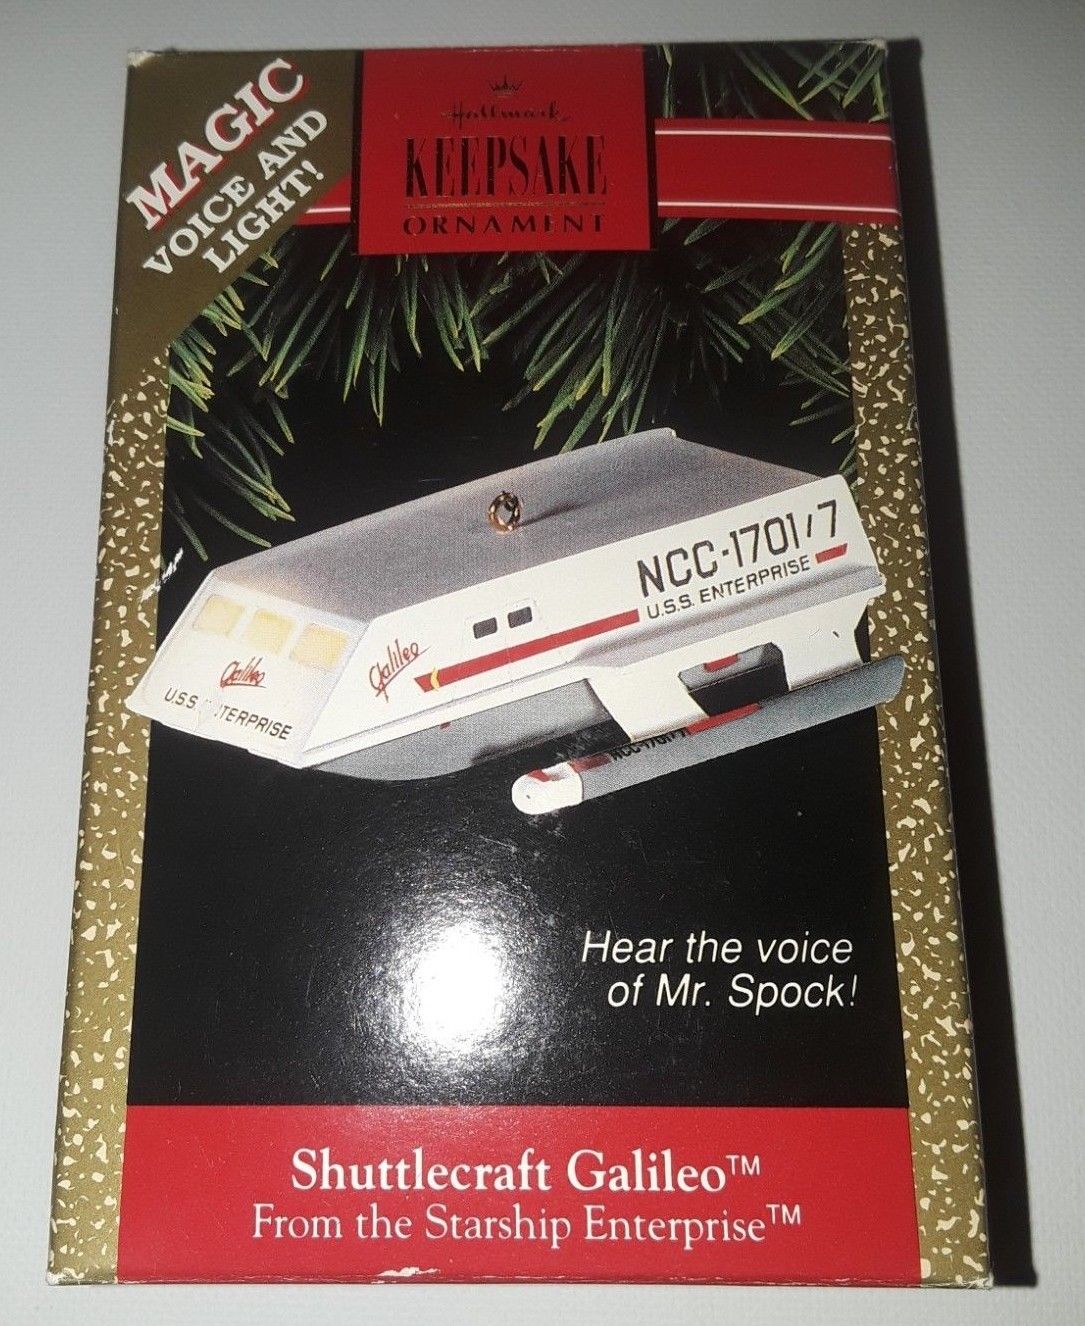 MAGIC
VOICE AND
LIGHT!
Hallmark
KEEPSAKE
ORNAMENT
NCC-1701/7
U.S.S. ENTERPRISE
Galileo
Galileo
U.S.S. ENTERPRISE
NCC-1701/7
Hear the voice
of Mr. Spock!
Shuttlecraft Galileo™
From the Starship Enterprise™